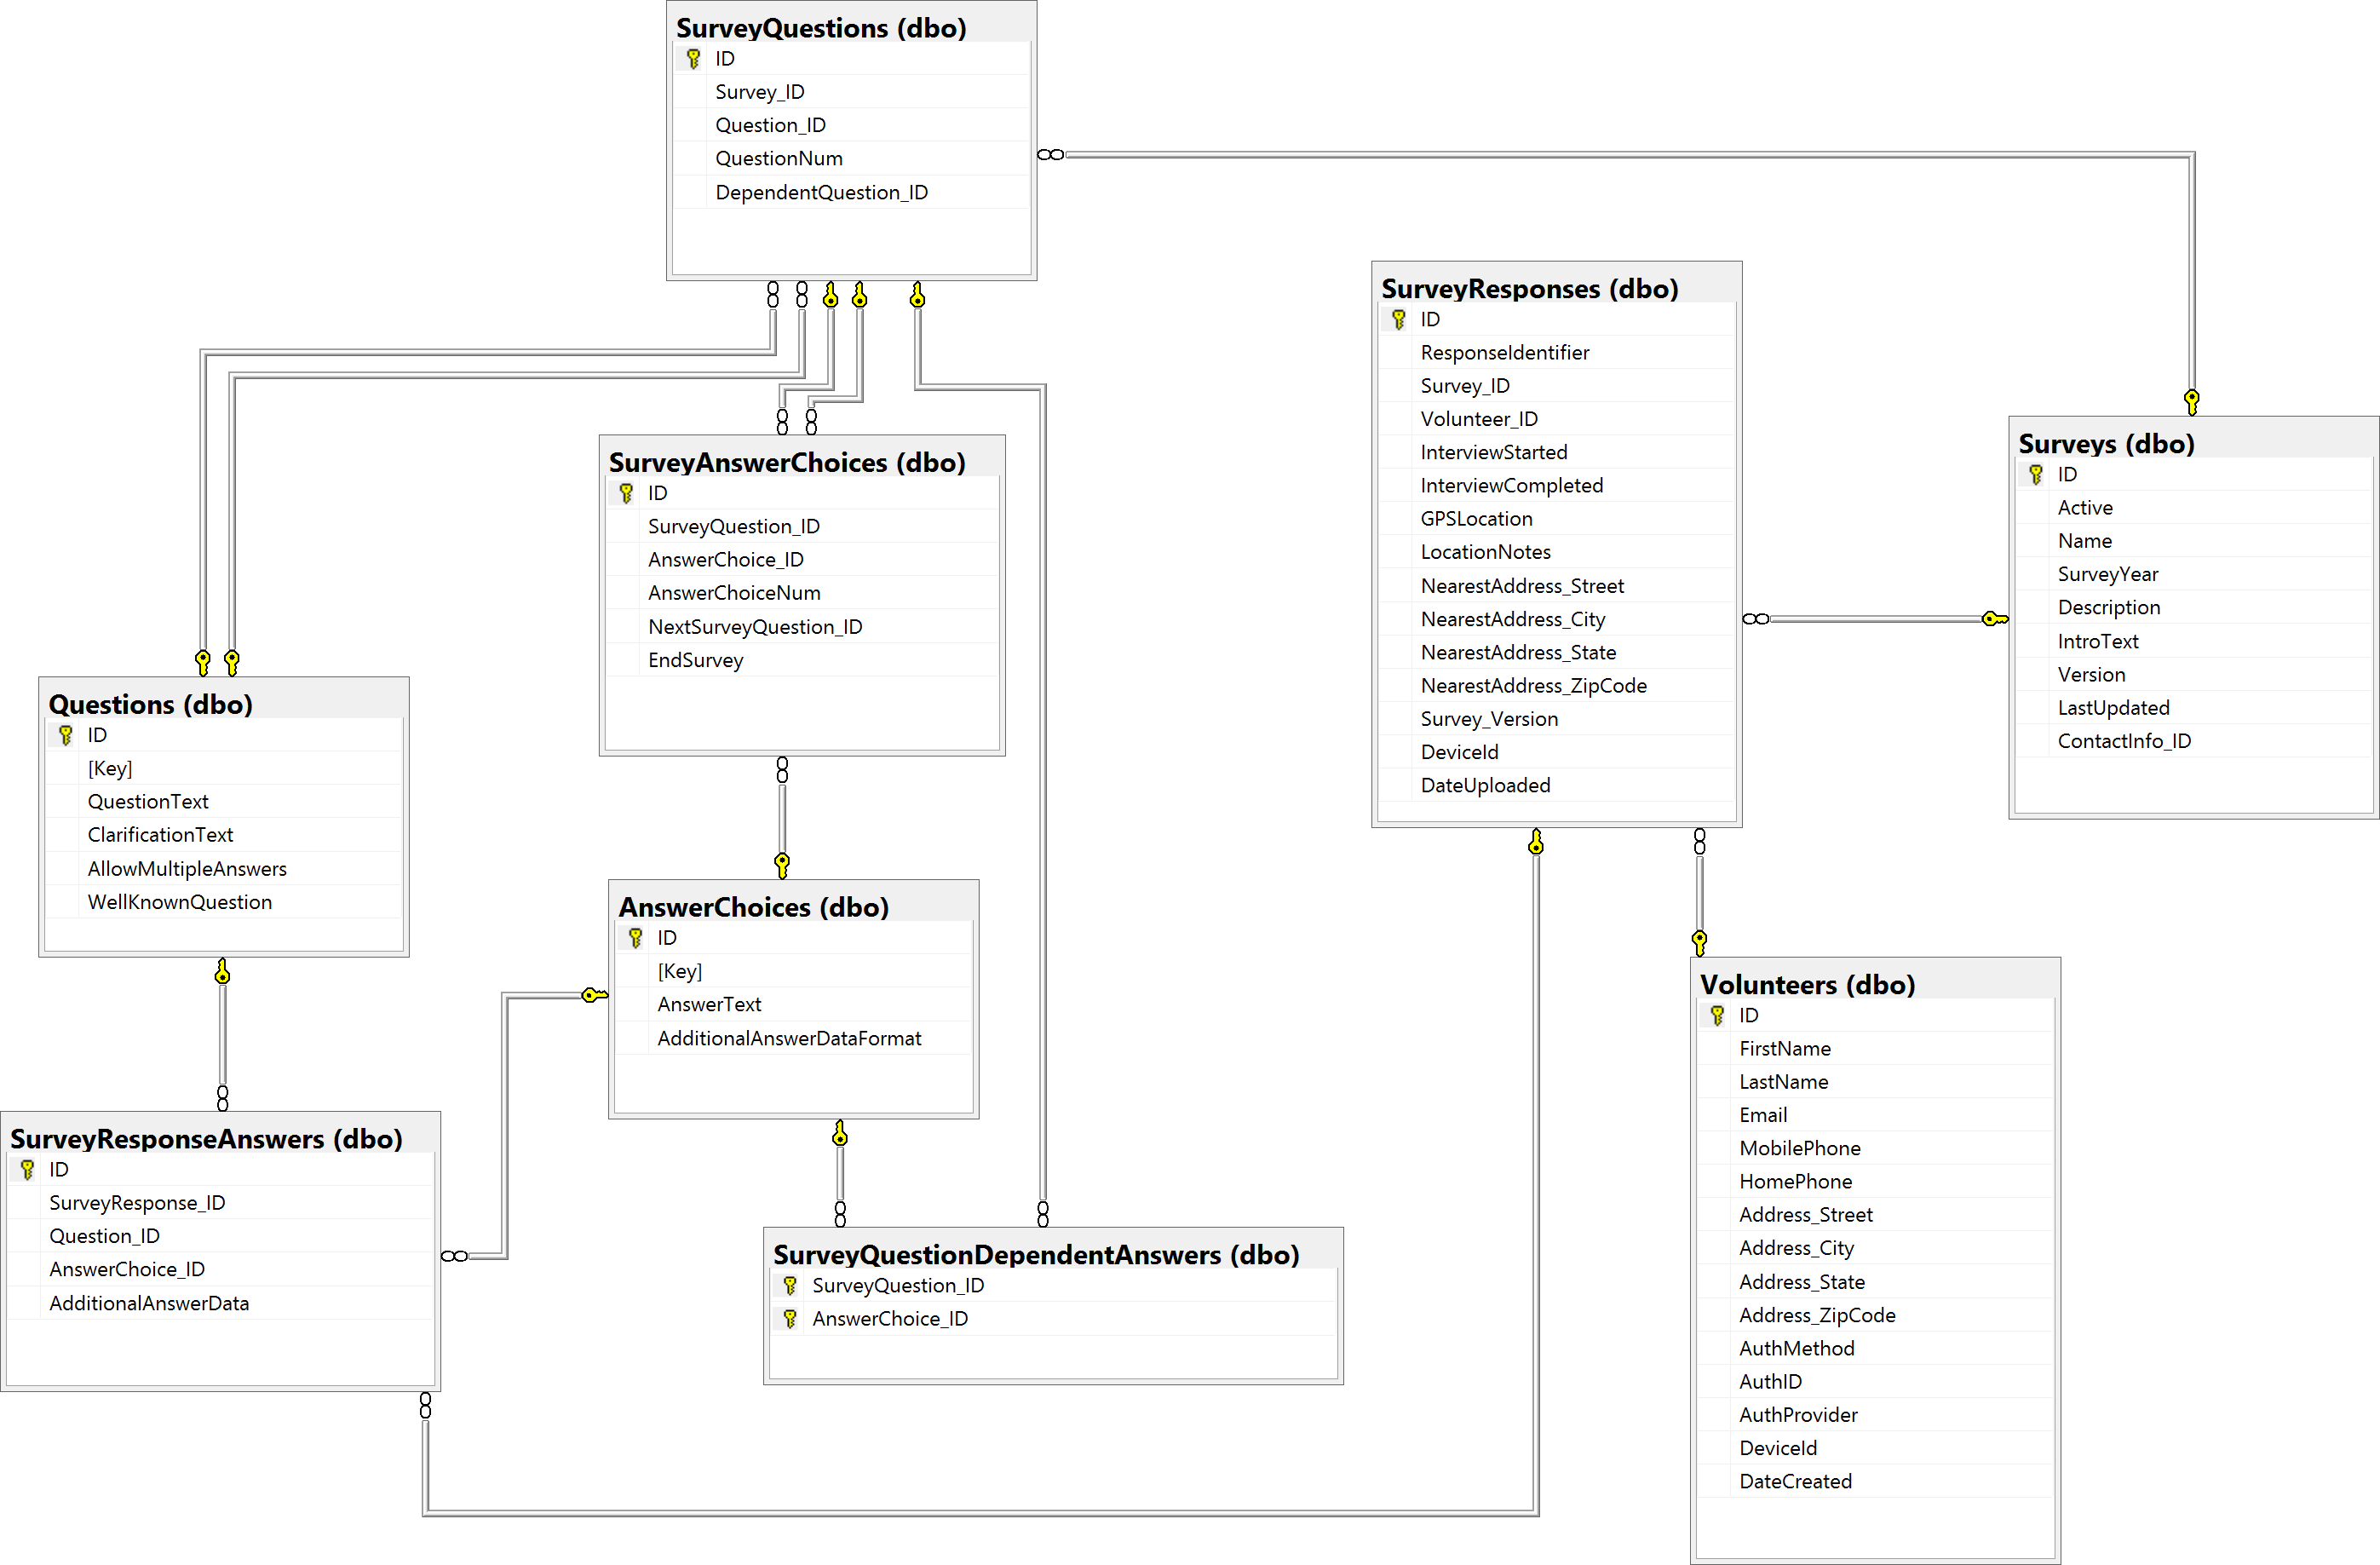 SurveyQuestions (dbo)
ID
Survey_ID
Question_ID
QuestionNum
DependentQuestion_ID
SurveyResponses (dbo)
ID
ResponseIdentifier
Survey_ID
Volunteer_ID
InterviewStarted
InterviewCompleted
GPSLocation
LocationNotes
NearestAddress_Street
NearestAddress_City
NearestAddress_State
NearestAddress_ZipCode
Survey_Version
DeviceId
DateUploaded
Surveys (dbo)
ID
Active
Name
SurveyYear
Description
IntroText
Version
LastUpdated
ContactInfo_ID
SurveyAnswerChoices (dbo)
ID
SurveyQuestion_ID
AnswerChoice_ID
AnswerChoiceNum
NextSurveyQuestion_ID
EndSurvey
Questions (dbo)
ID
[Key]
QuestionText
ClarificationText
AllowMultipleAnswers
WellKnownQuestion
AnswerChoices (dbo)
ID
[Key]
AnswerText
AdditionalAnswerDataFormat
Volunteers (dbo)
ID
FirstName
LastName
Email
MobilePhone
HomePhone
Address_Street
Address_City
Address_State
Address_ZipCode
AuthMethod
AuthID
AuthProvider
DeviceId
DateCreated
SurveyResponseAnswers (dbo)
ID
SurveyResponse_ID
Question_ID
AnswerChoice_ID
AdditionalAnswerData
SurveyQuestionDependentAnswers (dbo)
SurveyQuestion_ID
AnswerChoice_ID